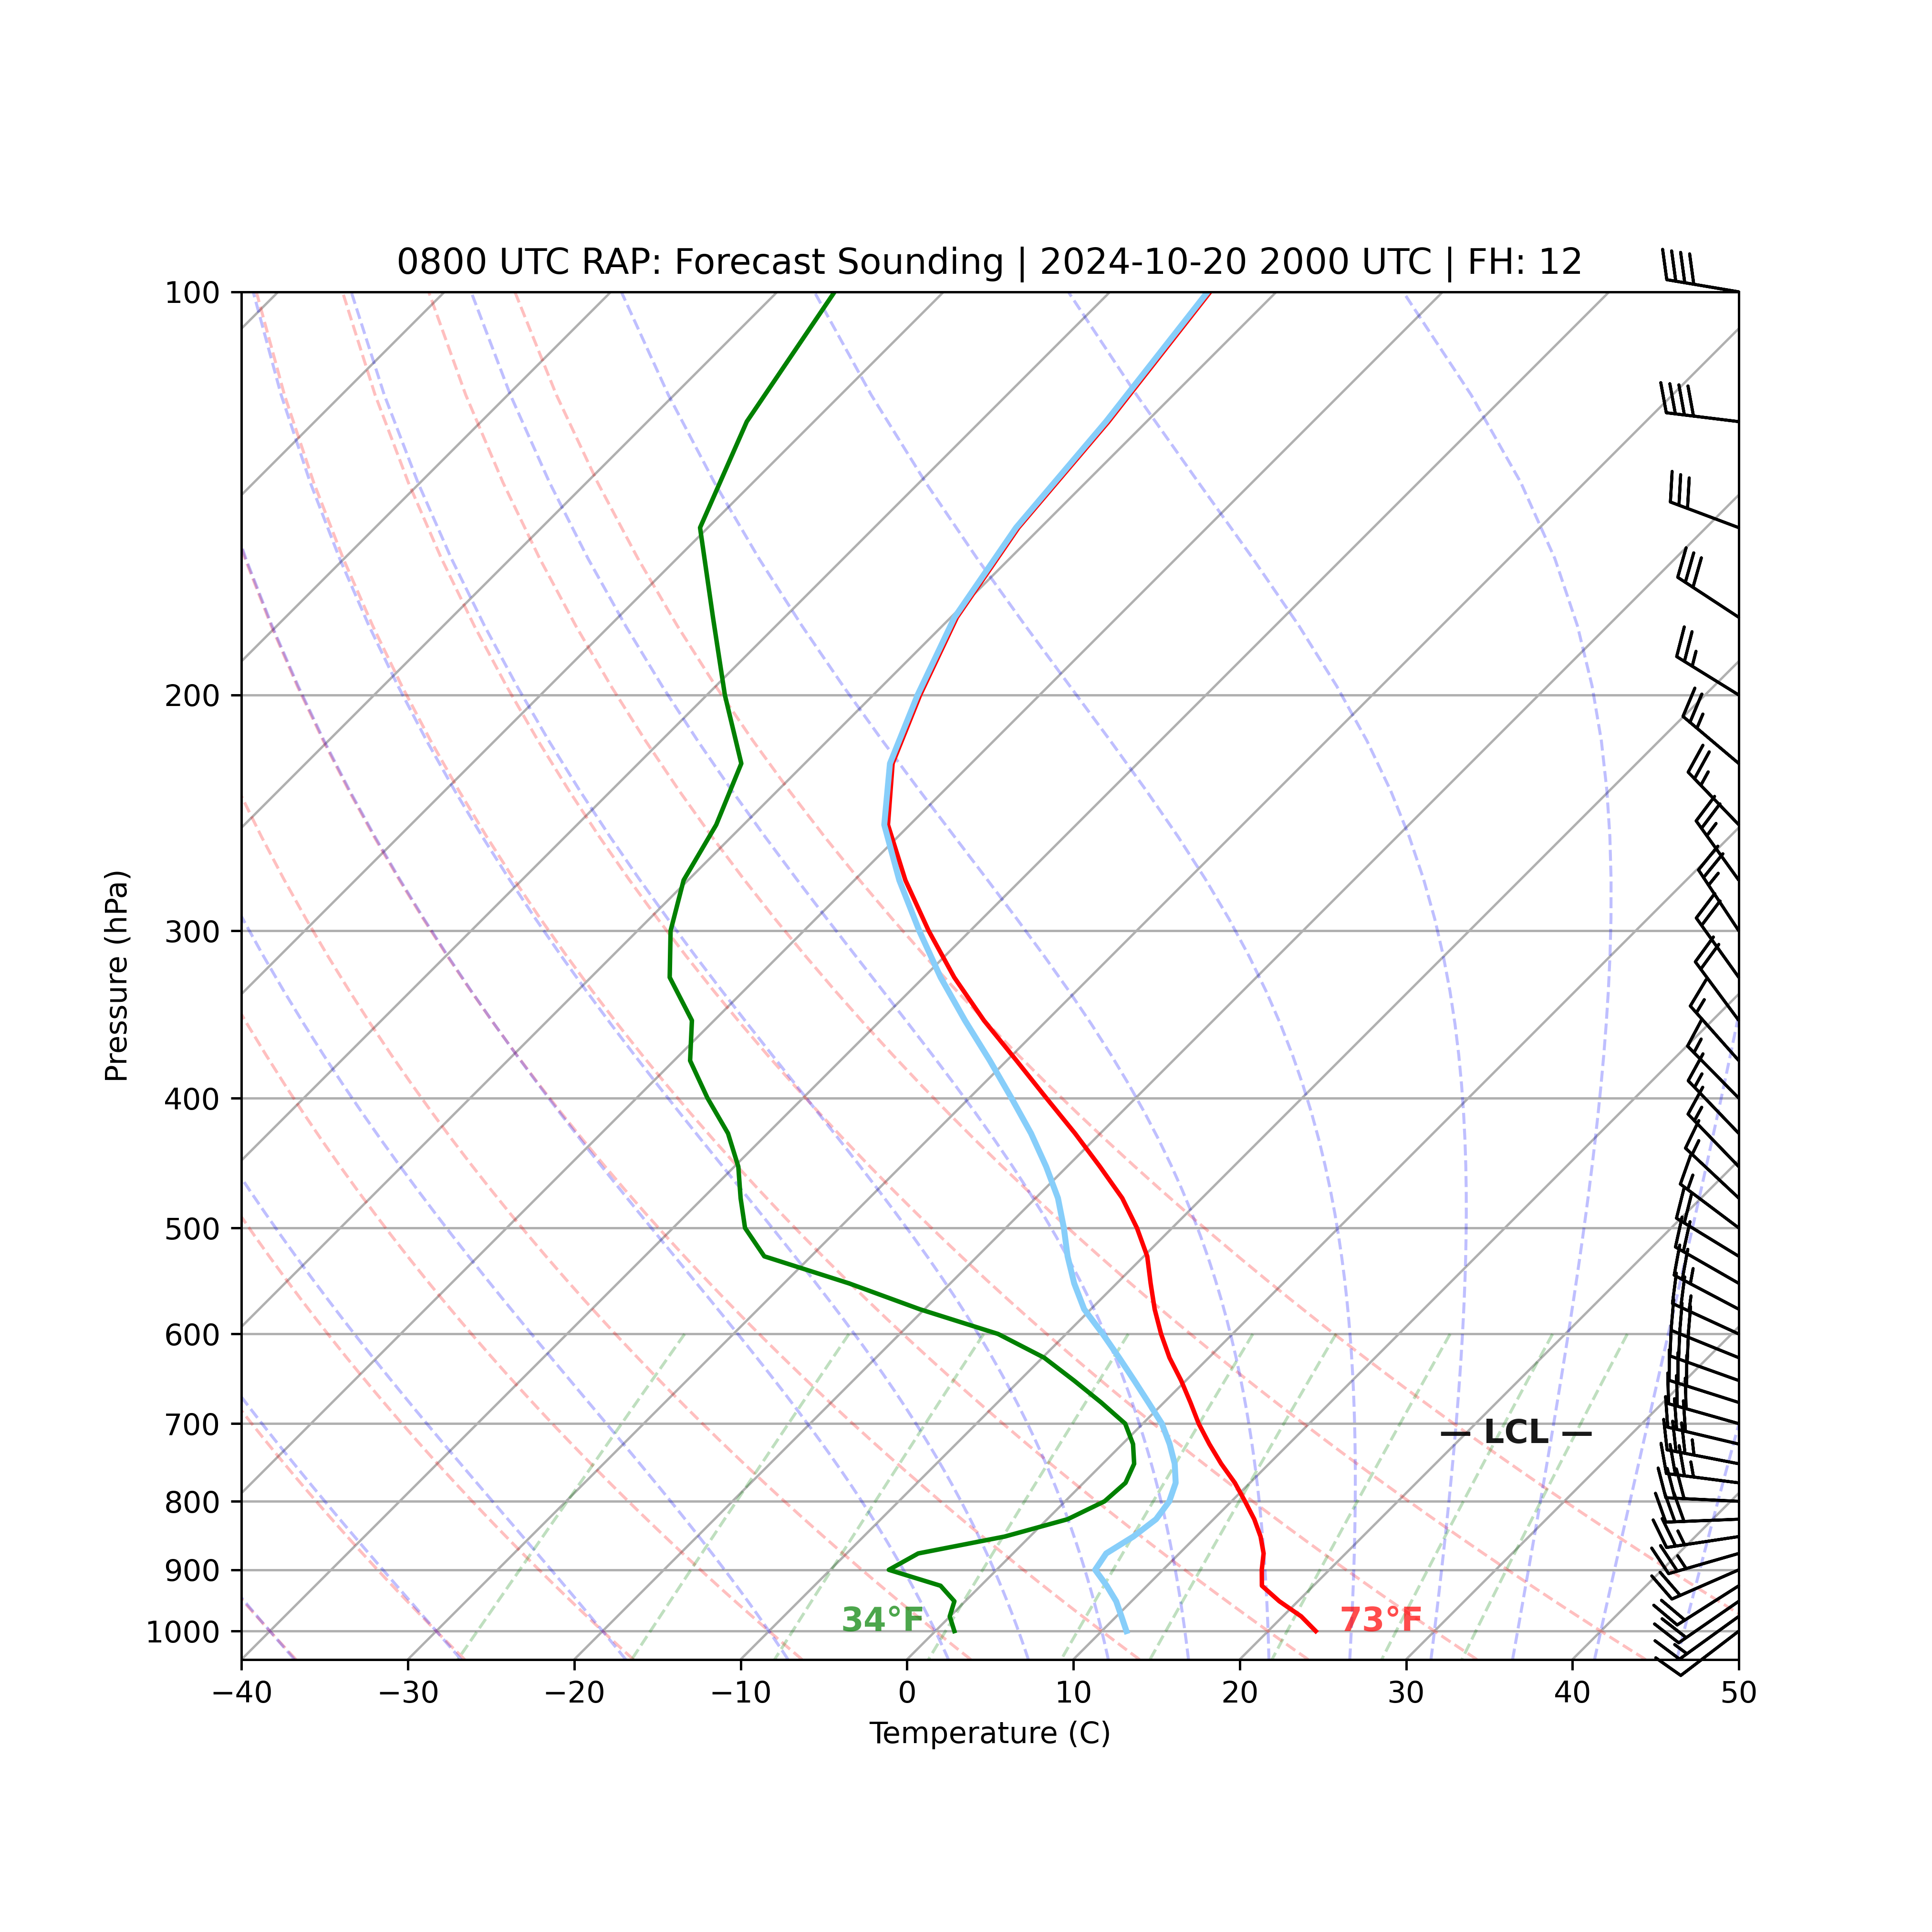 0800 UTC RAP: Forecast Sounding | 2024-10-20 2000 UTC | FH: 12
100
200
300
400
500
600
700
800
900
1000
Pressure (hPa)
— LCL —
34°F
73°F
−40 −30 −20 −10 0 10 20 30 40 50
Temperature (C)